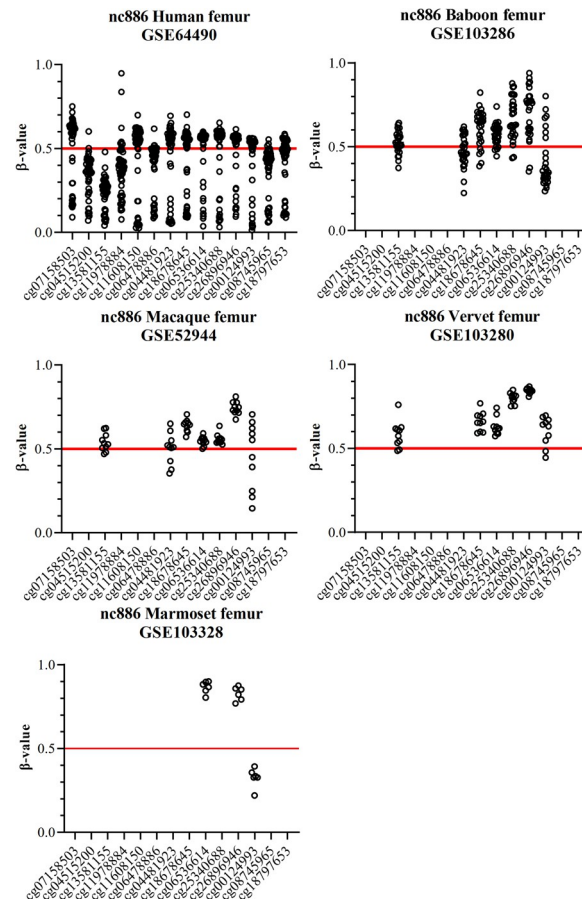 nc886 Human femur
GSE64490
β-value
1.0
0.5
0.0
cg07158503
cg04515200
cg13581155
cg11978884
cg11608150
cg06478886
cg04481923
cg18678645
cg06536614
cg25340688
cg26896946
cg00124993
cg08745965
cg18797653
nc886 Baboon femur
GSE103286
β-value
1.0
0.5
0.0
cg07158503
cg04515200
cg13581155
cg11978884
cg11608150
cg06478886
cg04481923
cg18678645
cg06536614
cg25340688
cg26896946
cg00124993
cg08745965
cg18797653
nc886 Macaque femur
GSE52944
β-value
1.0
0.5
0.0
cg07158503
cg04515200
cg13581155
cg11978884
cg11608150
cg06478886
cg04481923
cg18678645
cg06536614
cg25340688
cg26896946
cg00124993
cg08745965
cg18797653
nc886 Vervet femur
GSE103280
β-value
1.0
0.5
0.0
cg07158503
cg04515200
cg13581155
cg11978884
cg11608150
cg06478886
cg04481923
cg18678645
cg06536614
cg25340688
cg26896946
cg00124993
cg08745965
cg18797653
nc886 Marmoset femur
GSE103328
β-value
1.0
0.5
0.0
cg07158503
cg04515200
cg13581155
cg11978884
cg11608150
cg06478886
cg04481923
cg18678645
cg06536614
cg25340688
cg26896946
cg00124993
cg08745965
cg18797653